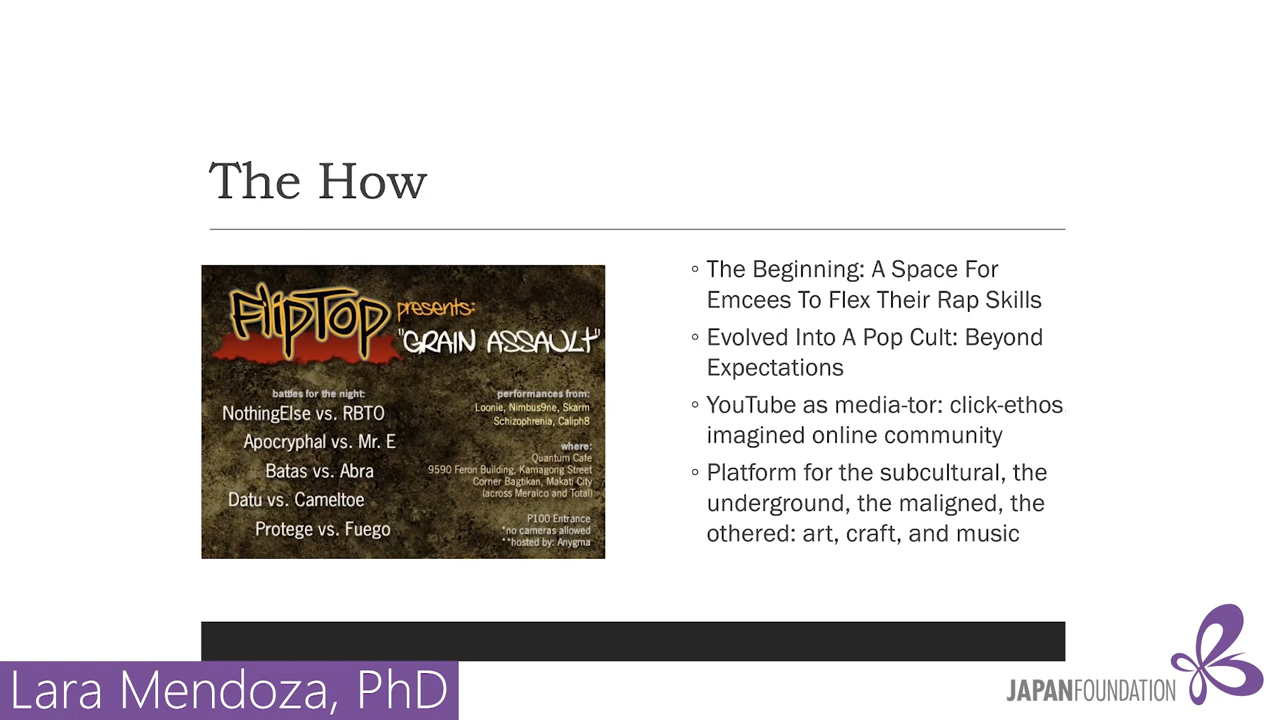 The How
FlipTop presents:
"GRAIN ASSAULT"
battles for the night:
NothingElse vs. RBTO
Apocryphal vs. Mr. E
Batas vs. Abra
Datu vs. Cameltoe
Protege vs. Fuego
performances from:
Loonie, Nimbus9ne, Skarm
Schizophrenia, Caliph8
where:
Quantum Cafe
9590 Feron Building, Kamagong Street
Corner Bagtikan, Makati City
(across Meralco and Total)
P100 Entrance
*no cameras allowed
**hosted by: Anygma
◦ The Beginning: A Space For
Emcees To Flex Their Rap Skills
◦ Evolved Into A Pop Cult: Beyond
Expectations
◦ YouTube as media-tor: click-ethos,
imagined online community
◦ Platform for the subcultural, the
underground, the maligned, the
othered: art, craft, and music
Lara Mendoza, PhD
JAPANFOUNDATION